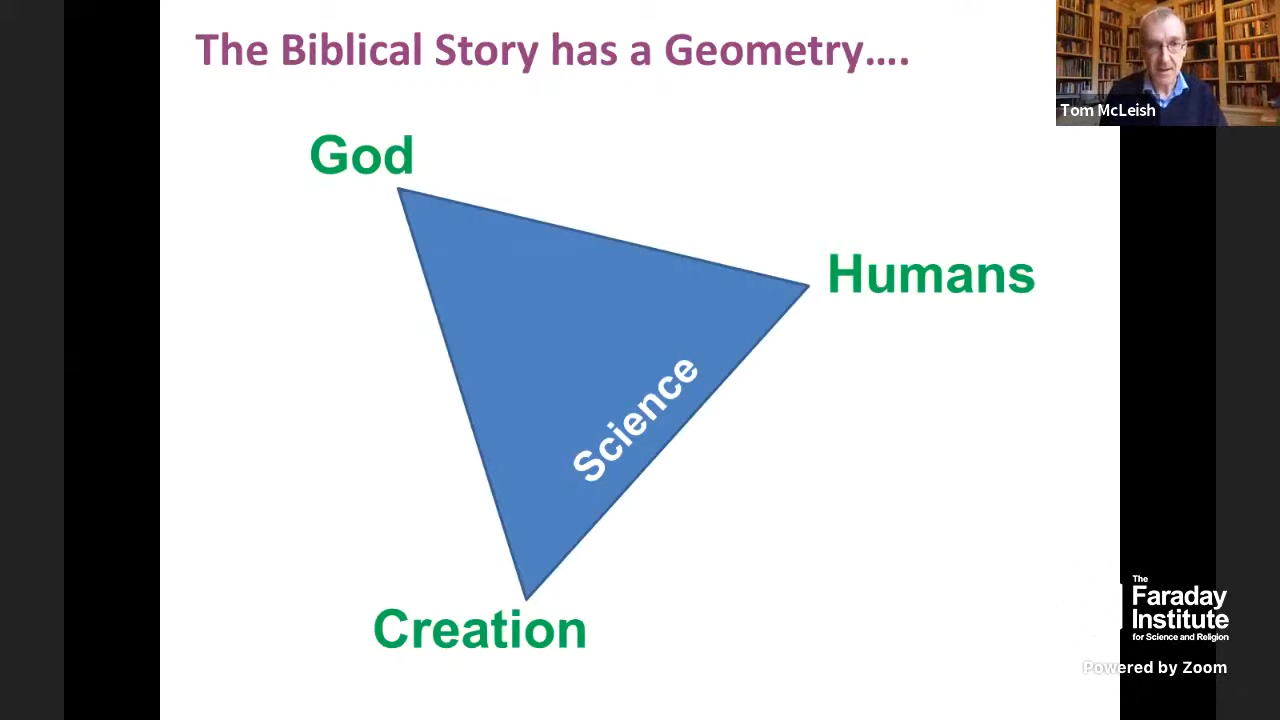 The Biblical Story has a Geometry....
Tom McLeish
God
Humans
Science
Creation
The
Faraday
Institute
for Science and Religion
Powered by Zoom